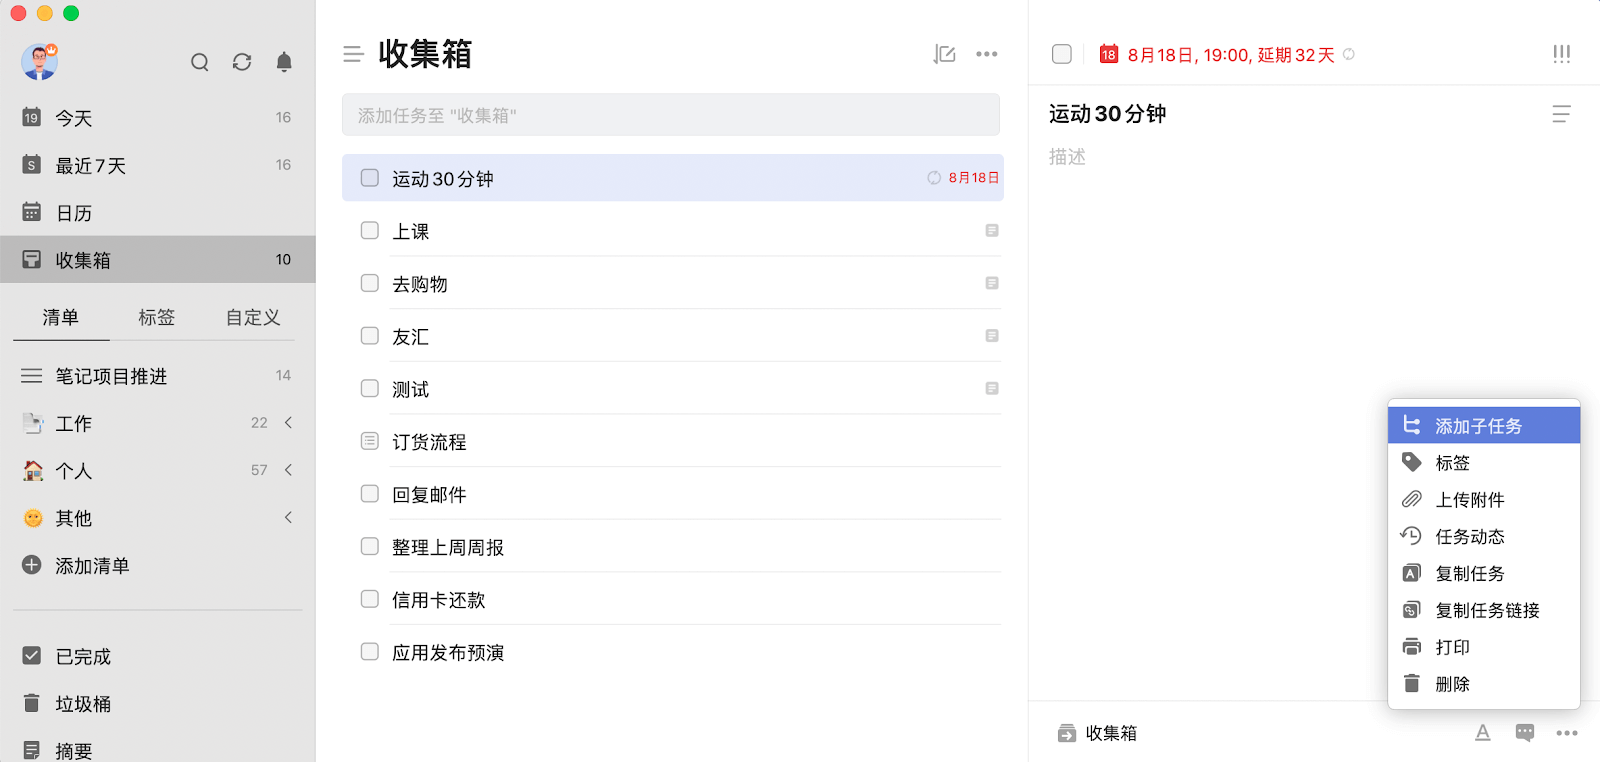 19 今天 16
S 最近7天 16
日历
收集箱 10
清单 标签 自定义
笔记项目推进 14
工作 22
个人 57
其他
添加清单
已完成
垃圾桶
摘要
收集箱
添加任务至 "收集箱"
运动30分钟 8月18日
上课
去购物
友汇
测试
订货流程
回复邮件
整理上周周报
信用卡还款
应用发布预演
18 8月18日, 19:00, 延期32天
运动30分钟
描述
添加子任务
标签
上传附件
任务动态
复制任务
复制任务链接
打印
删除
收集箱